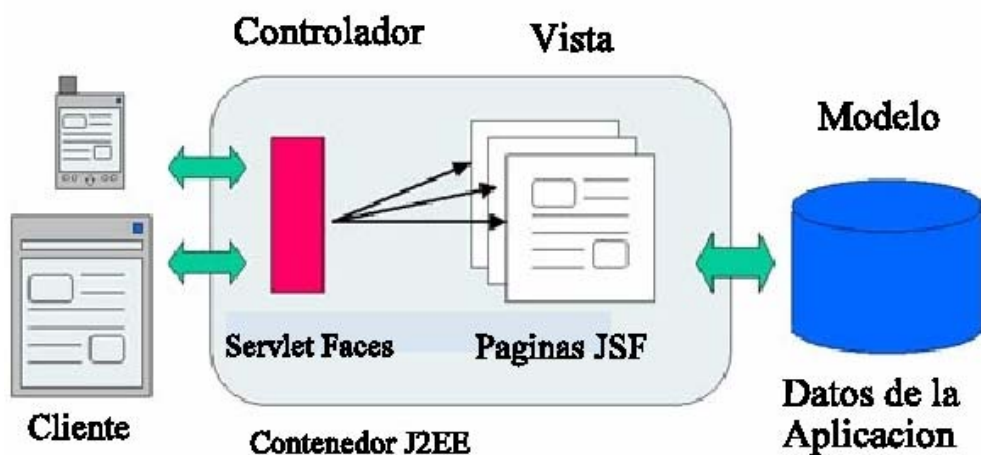 Controlador
Vista
Modelo
Servlet Faces
Paginas JSF
Cliente
Contenedor J2EE
Datos de la
Aplicacion